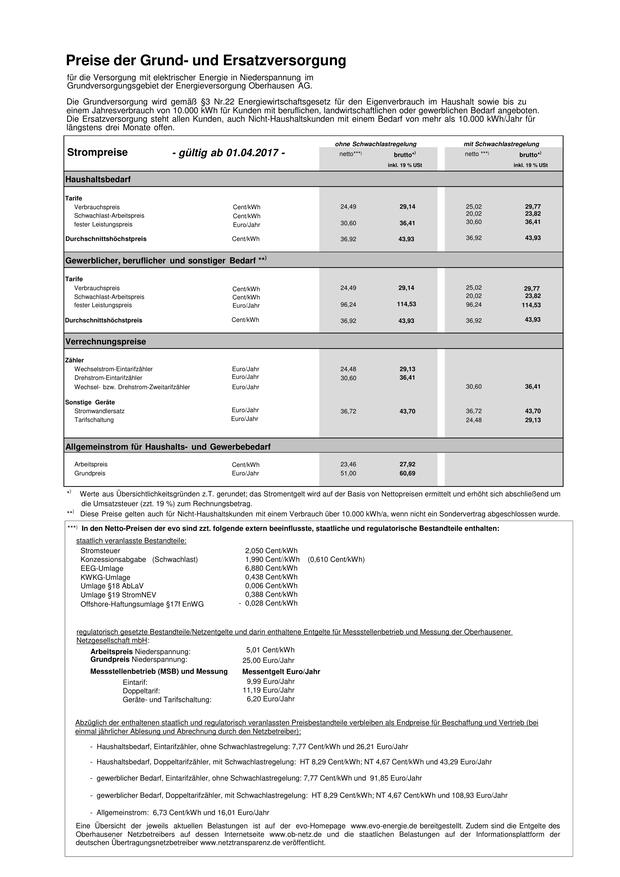 Preise der Grund- und Ersatzversorgung
für die Versorgung mit elektrischer Energie in Niederspannung im
Grundversorgungsgebiet der Energieversorgung Oberhausen AG.
Die Grundversorgung wird gemäß §3 Nr.22 Energiewirtschaftsgesetz für den Eigenverbrauch im Haushalt sowie bis zu
einem Jahresverbrauch von 10.000 kWh für Kunden mit beruflichen, landwirtschaftlichen oder gewerblichen Bedarf angeboten.
Die Ersatzversorgung steht allen Kunden, auch Nicht-Haushaltskunden mit einem Bedarf von mehr als 10.000 kWh/Jahr für
längstens drei Monate offen.
Strompreise - gültig ab 01.04.2017 - ohne Schwachlastregelung mit Schwachlastregelung
netto***) brutto*) netto ***) brutto*)
inkl. 19 % USt inkl. 19 % USt
Haushaltsbedarf
Tarife
Verbrauchspreis Cent/kWh 24,49 29,14 25,02 29,77
Schwachlast-Arbeitspreis Cent/kWh 20,02 23,82
fester Leistungspreis Euro/Jahr 30,60 36,41 30,60 36,41
Durchschnittshöchstpreis Cent/kWh 36,92 43,93 36,92 43,93
Gewerblicher, beruflicher und sonstiger Bedarf **)
Tarife
Verbrauchspreis Cent/kWh 24,49 29,14 25,02 29,77
Schwachlast-Arbeitspreis Cent/kWh 20,02 23,82
fester Leistungspreis Euro/Jahr 96,24 114,53 96,24 114,53
Durchschnittshöchstpreis Cent/kWh 36,92 43,93 36,92 43,93
Verrechnungspreise
Zähler
Wechselstrom-Eintarifzähler Euro/Jahr 24,48 29,13
Drehstrom-Eintarifzähler Euro/Jahr 30,60 36,41
Wechsel- bzw. Drehstrom-Zweitarifzähler Euro/Jahr 30,60 36,41
Sonstige Geräte
Stromwandlersatz Euro/Jahr 36,72 43,70 36,72 43,70
Tarifschaltung Euro/Jahr 24,48 29,13
Allgemeinstrom für Haushalts- und Gewerbebedarf
Arbeitspreis Cent/kWh 23,46 27,92
Grundpreis Euro/Jahr 51,00 60,69
*) Werte aus Übersichtlichkeitsgründen z.T. gerundet; das Stromentgelt wird auf der Basis von Nettopreisen ermittelt und erhöht sich abschließend um
die Umsatzsteuer (zzt. 19 %) zum Rechnungsbetrag.
**) Diese Preise gelten auch für Nicht-Haushaltskunden mit einem Verbrauch über 10.000 kWh/a, wenn nicht ein Sondervertrag abgeschlossen wurde.
***) In den Netto-Preisen der evo sind zzt. folgende extern beeinflusste, staatliche und regulatorische Bestandteile enthalten:
staatlich veranlasste Bestandteile:
Stromsteuer 2,050 Cent/kWh
Konzessionsabgabe (Schwachlast) 1,990 Cent//kWh (0,610 Cent/kWh)
EEG-Umlage 6,880 Cent/kWh
KWKG-Umlage 0,438 Cent/kWh
Umlage §18 AbLaV 0,006 Cent/kWh
Umlage §19 StromNEV 0,388 Cent/kWh
Offshore-Haftungsumlage §17f EnWG - 0,028 Cent/kWh
regulatorisch gesetzte Bestandteile/Netzentgelte und darin enthaltene Entgelte für Messstellenbetrieb und Messung der Oberhausener
Netzgesellschaft mbH:
Arbeitspreis Niederspannung: 5,01 Cent/kWh
Grundpreis Niederspannung: 25,00 Euro/Jahr
Messstellenbetrieb (MSB) und Messung Messentgelt Euro/Jahr
Eintarif: 9,99 Euro/Jahr
Doppeltarif: 11,19 Euro/Jahr
Geräte- und Tarifschaltung: 6,20 Euro/Jahr
Abzüglich der enthaltenen staatlich und regulatorisch veranlassten Preisbestandteile verbleiben als Endpreise für Beschaffung und Vertrieb (bei
einmal jährlicher Ablesung und Abrechnung durch den Netzbetreiber):
- Haushaltsbedarf, Eintarifzähler, ohne Schwachlastregelung: 7,77 Cent/kWh und 26,21 Euro/Jahr
- Haushaltsbedarf, Doppeltarifzähler, mit Schwachlastregelung: HT 8,29 Cent/kWh; NT 4,67 Cent/kWh und 43,29 Euro/Jahr
- gewerblicher Bedarf, Eintarifzähler, ohne Schwachlastregelung: 7,77 Cent/kWh und 91,85 Euro/Jahr
- gewerblicher Bedarf, Doppeltarifzähler, mit Schwachlastregelung: HT 8,29 Cent/kWh; NT 4,67 Cent/kWh und 108,93 Euro/Jahr
- Allgemeinstrom: 6,73 Cent/kWh und 16,01 Euro/Jahr
Eine Übersicht der jeweils aktuellen Belastungen ist auf der evo-Homepage www.evo-energie.de bereitgestellt. Zudem sind die Entgelte des
Oberhausener Netzbetreibers auf dessen Internetseite www.ob-netz.de und die staatlichen Belastungen auf der Informationsplattform der
deutschen Übertragungsnetzbetreiber www.netztransparenz.de veröffentlicht.